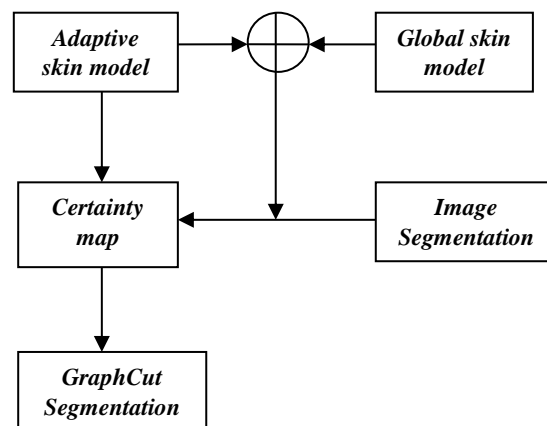 Adaptive
skin model
Global skin
model
Certainty
map
Image
Segmentation
GraphCut
Segmentation